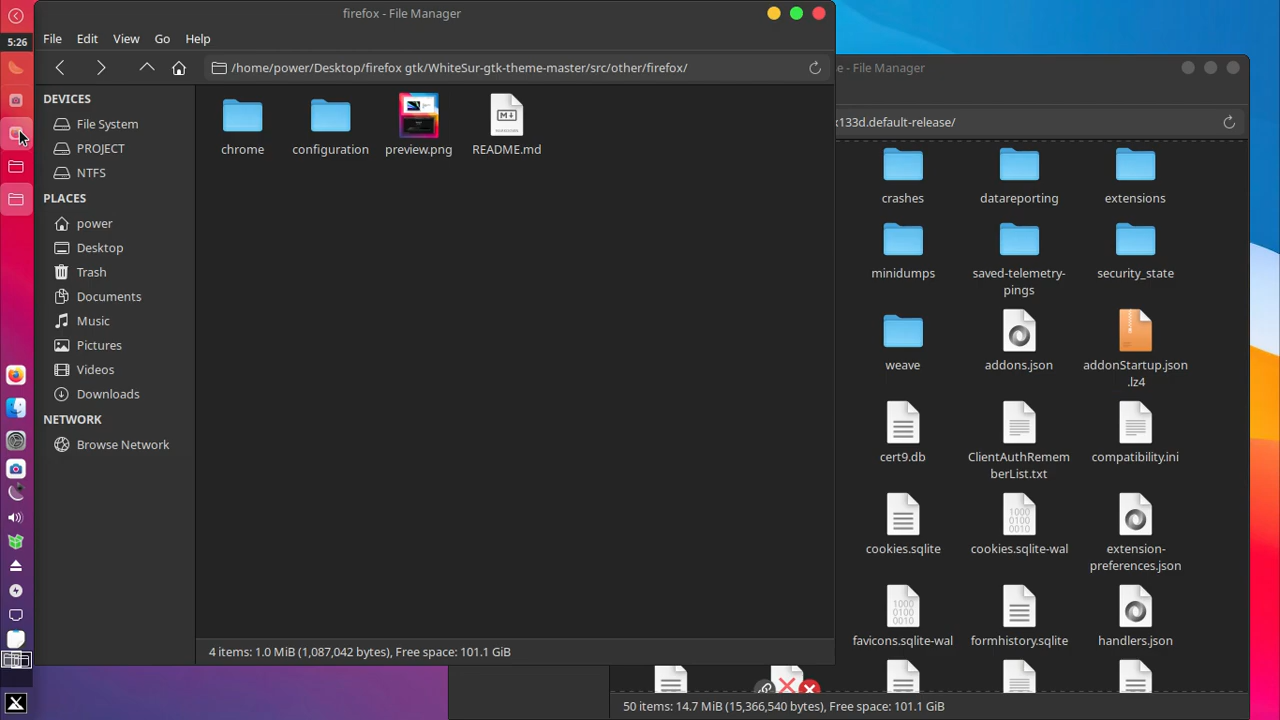 firefox - File Manager
5:26
File Edit View Go Help
/home/power/Desktop/firefox gtk/WhiteSur-gtk-theme-master/src/other/firefox/
DEVICES
File System
PROJECT
NTFS
PLACES
power
Desktop
Trash
Documents
Music
Pictures
Videos
Downloads
NETWORK
Browse Network
chrome
configuration
preview.png
README.md
4 items: 1.0 MiB (1,087,042 bytes), Free space: 101.1 GiB
e - File Manager
133d.default-release/
crashes
datareporting
extensions
minidumps
saved-telemetry-
pings
security_state
weave
addons.json
addonStartup.json
.lz4
cert9.db
ClientAuthRemem
berList.txt
compatibility.ini
cookies.sqlite
cookies.sqlite-wal
extension-
preferences.json
favicons.sqlite-wal
formhistory.sqlite
handlers.json
50 items: 14.7 MiB (15,366,540 bytes), Free space: 101.1 GiB